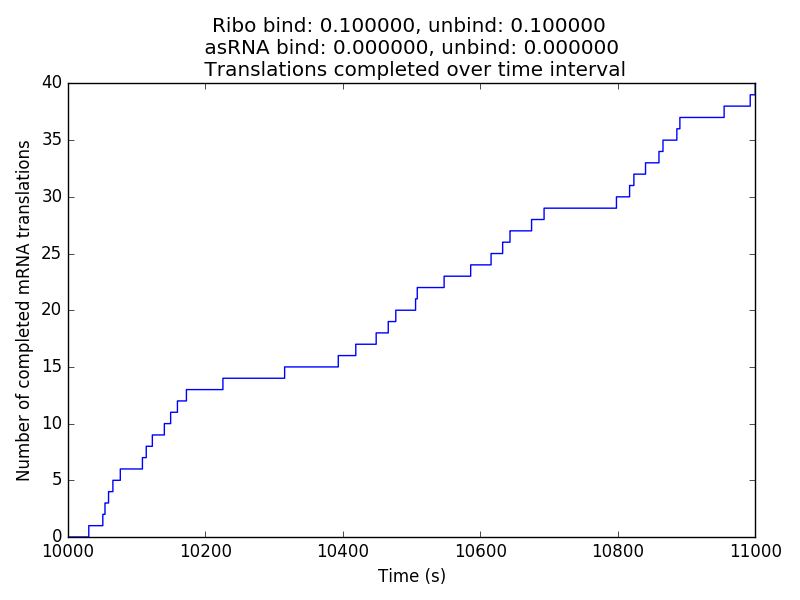 Ribo bind: 0.100000, unbind: 0.100000
asRNA bind: 0.000000, unbind: 0.000000
Translations completed over time interval
Number of completed mRNA translations
40
35
30
25
20
15
10
5
0
10000 10200 10400 10600 10800 11000
Time (s)